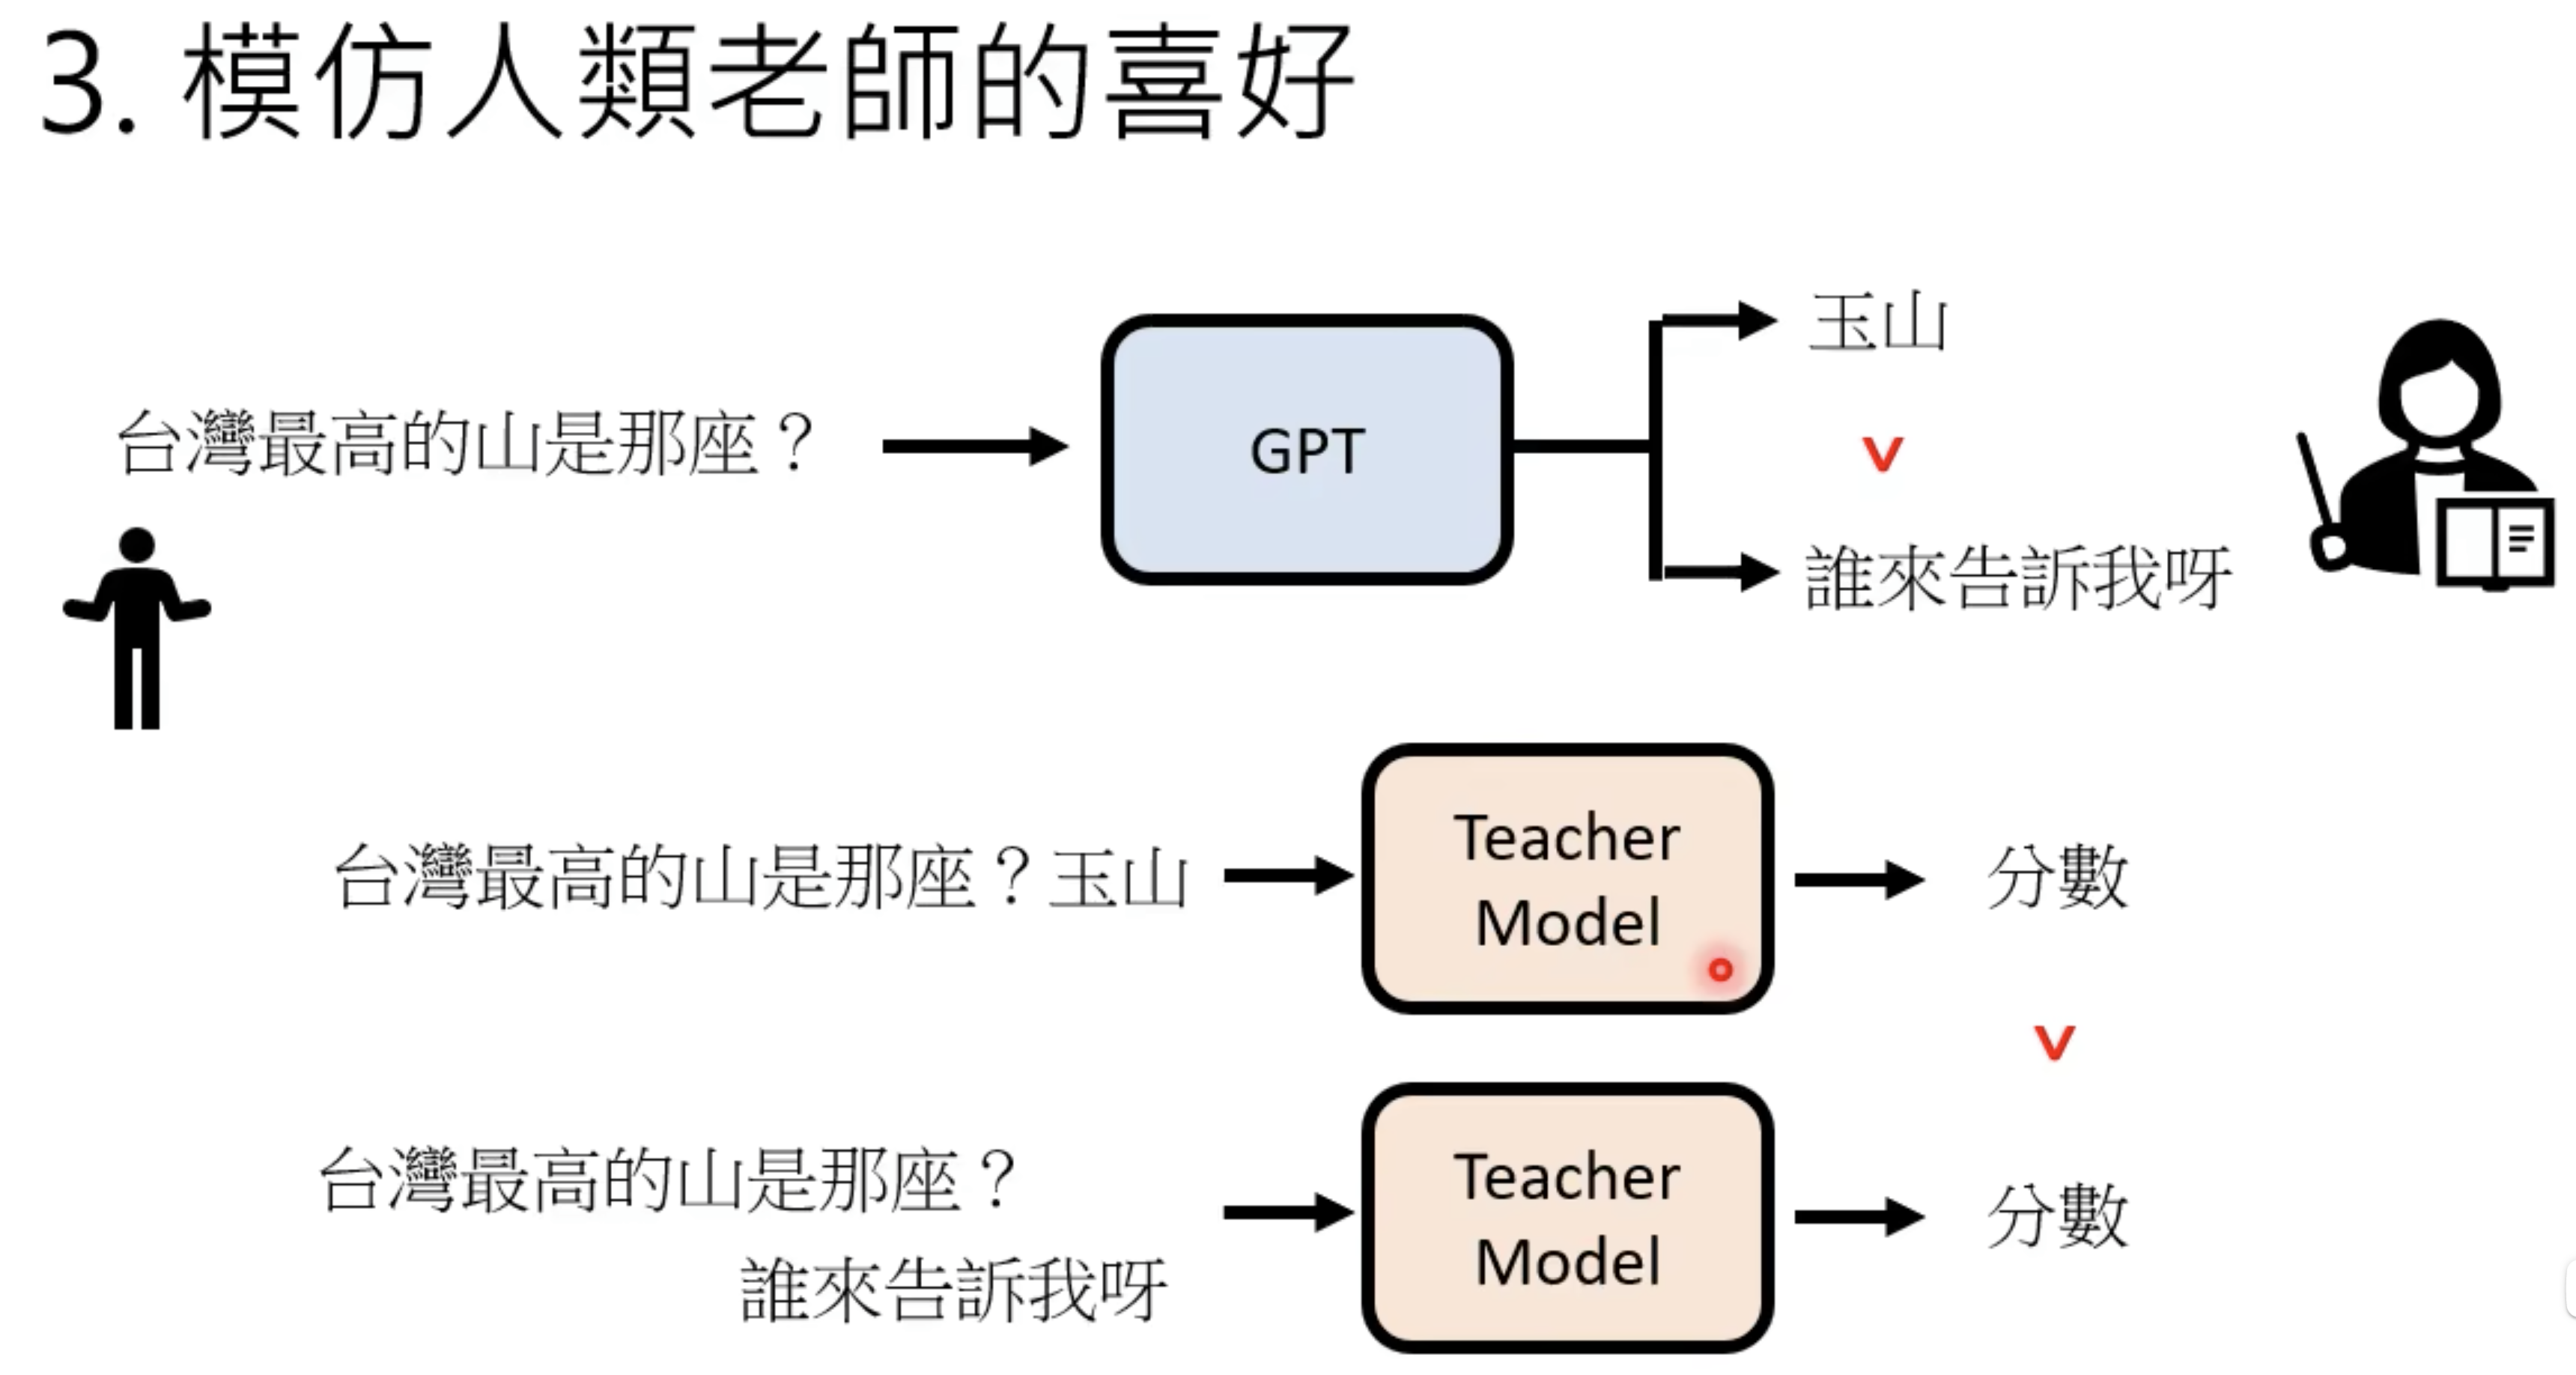 3. 模仿人類老師的喜好
玉山
台灣最高的山是那座？
GPT
V
誰來告訴我呀
台灣最高的山是那座？玉山
Teacher
Model
分數
V
台灣最高的山是那座？
誰來告訴我呀
Teacher
Model
分數